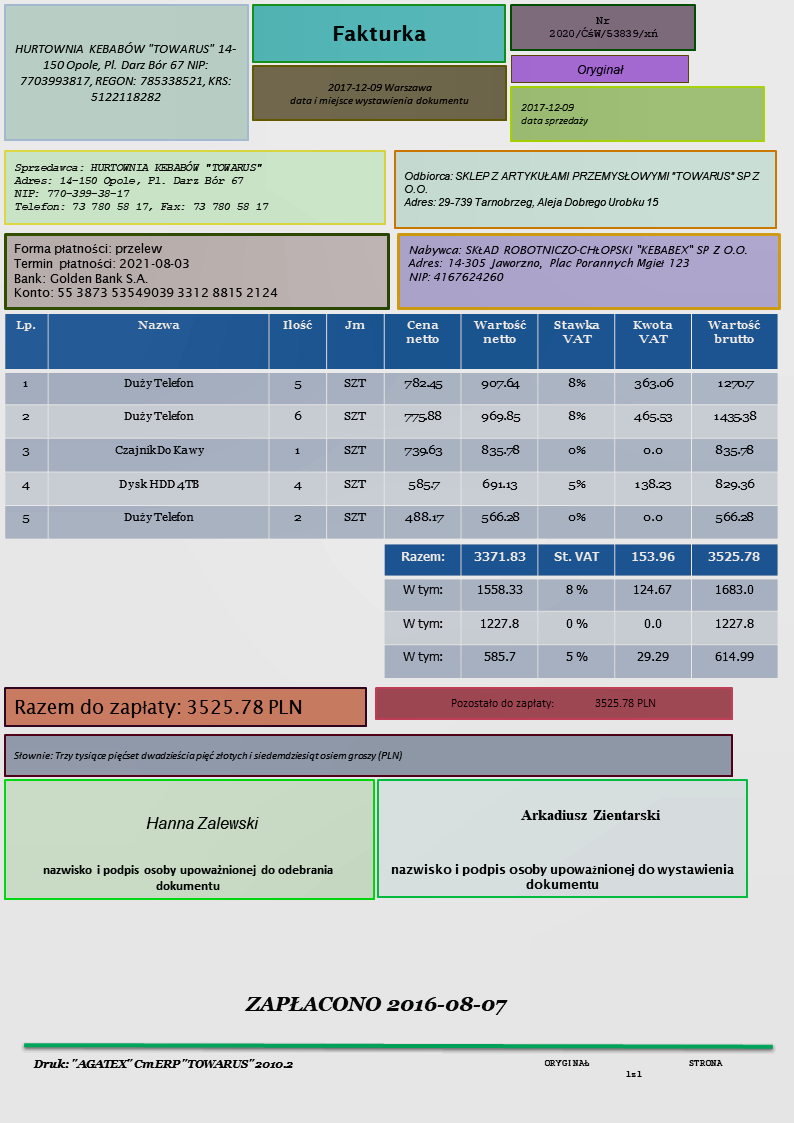 HURTOWNIA KEBABÓW "TOWARUS" 14-
150 Opole, Pl. Darz Bór 67 NIP:
7703993817, REGON: 785338521, KRS:
5122118282
Fakturka
2017-12-09 Warszawa
data i miejsce wystawienia dokumentu
Nr
2020/ĆśW/53839/xń
Oryginał
2017-12-09
data sprzedaży
Sprzedawca: HURTOWNIA KEBABÓW "TOWARUS"
Adres: 14-150 Opole, Pl. Darz Bór 67
NIP: 770-399-38-17
Telefon: 73 780 58 17, Fax: 73 780 58 17
Odbiorca: SKLEP Z ARTYKUŁAMI PRZEMYSŁOWYMI "TOWARUS" SP Z
O.O.
Adres: 29-739 Tarnobrzeg, Aleja Dobrego Urobku 15
Forma płatności: przelew
Termin płatności: 2021-08-03
Bank: Golden Bank S.A.
Konto: 55 3873 53549039 3312 8815 2124
Nabywca: SKŁAD ROBOTNICZO-CHŁOPSKI "KEBABEX" SP Z O.O.
Adres: 14-305 Jaworzno, Plac Porannych Mgieł 123
NIP: 4167624260
Lp. Nazwa Ilość Jm Cena netto Wartość netto Stawka VAT Kwota VAT Wartość brutto
1 Duży Telefon 5 SZT 782.45 907.64 8% 363.06 1270.7
2 Duży Telefon 6 SZT 775.88 969.85 8% 465.53 1435.38
3 Czajnik Do Kawy 1 SZT 739.63 835.78 0% 0.0 835.78
4 Dysk HDD 4TB 4 SZT 585.7 691.13 5% 138.23 829.36
5 Duży Telefon 2 SZT 488.17 566.28 0% 0.0 566.28
Razem: 3371.83 St. VAT 153.96 3525.78
W tym: 1558.33 8 % 124.67 1683.0
W tym: 1227.8 0 % 0.0 1227.8
W tym: 585.7 5 % 29.29 614.99
Razem do zapłaty: 3525.78 PLN
Pozostało do zapłaty: 3525.78 PLN
Słownie: Trzy tysiące pięćset dwadzieścia pięć złotych i siedemdziesiąt osiem groszy (PLN)
Hanna Zalewski
nazwisko i podpis osoby upoważnionej do odebrania
dokumentu
Arkadiusz Zientarski
nazwisko i podpis osoby upoważnionej do wystawienia
dokumentu
ZAPŁACONO 2016-08-07
Druk: "AGATEX" CmERP "TOWARUS" 2010.2
ORYGINAŁ STRONA
1z1